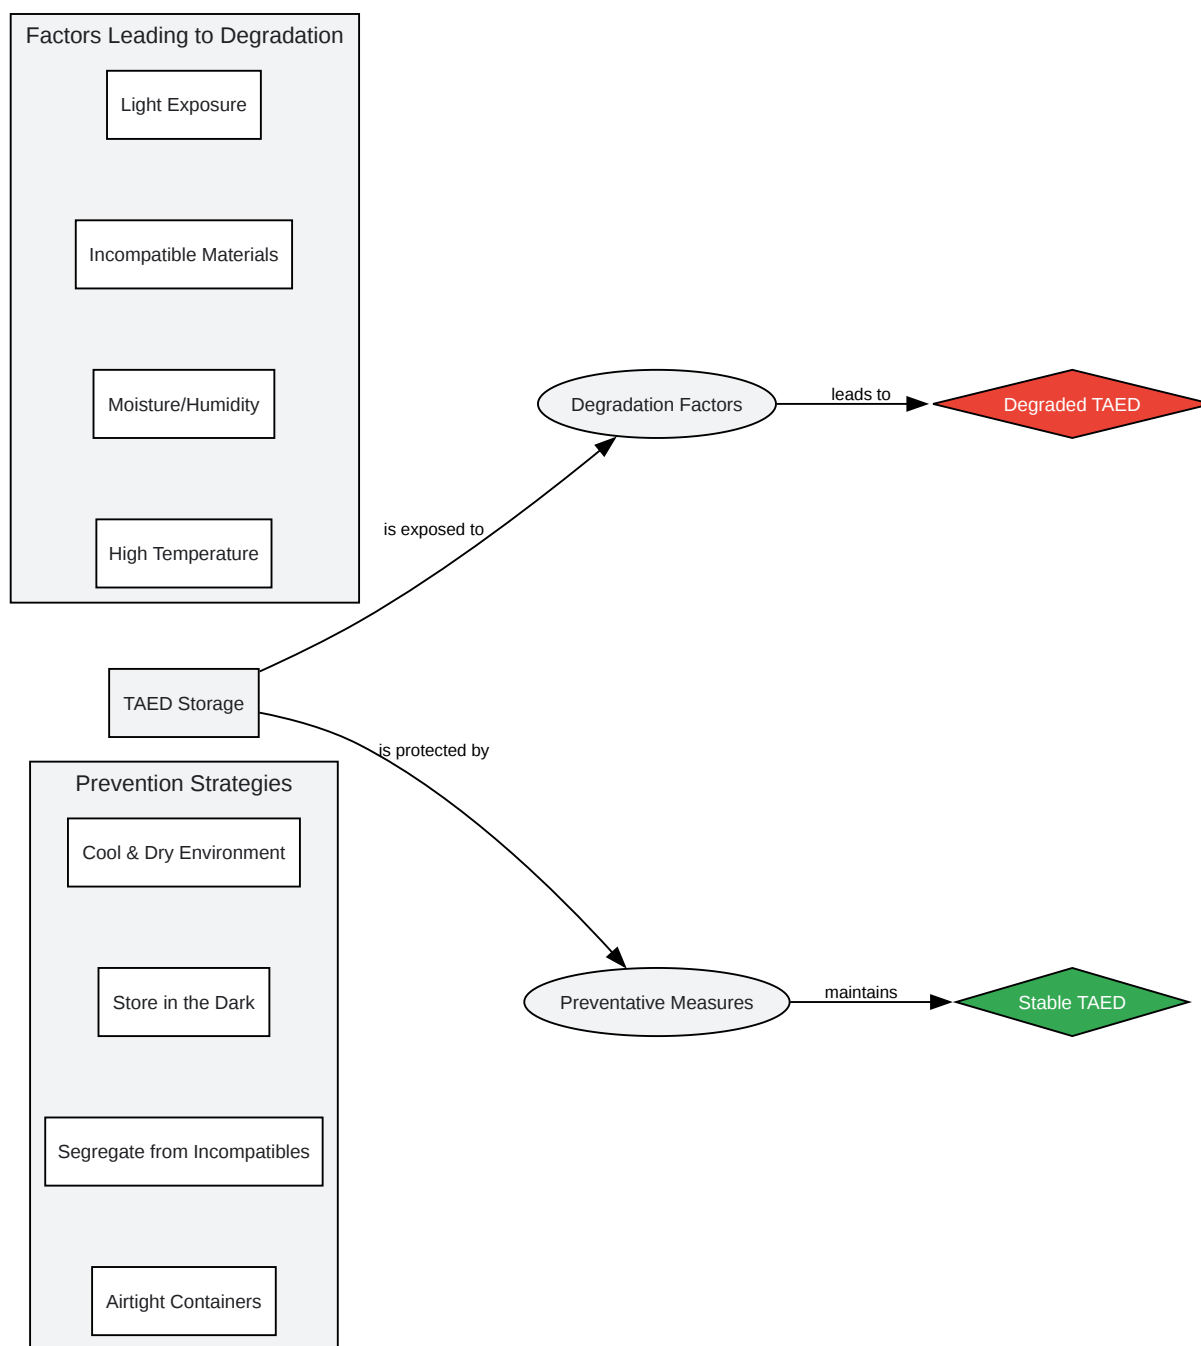 Factors Leading to Degradation
Light Exposure
Incompatible Materials
Moisture/Humidity
High Temperature
Degradation Factors
leads to
Degraded TAED
is exposed to
TAED Storage
is protected by
Prevention Strategies
Cool & Dry Environment
Store in the Dark
Segregate from Incompatibles
Airtight Containers
Preventative Measures
maintains
Stable TAED